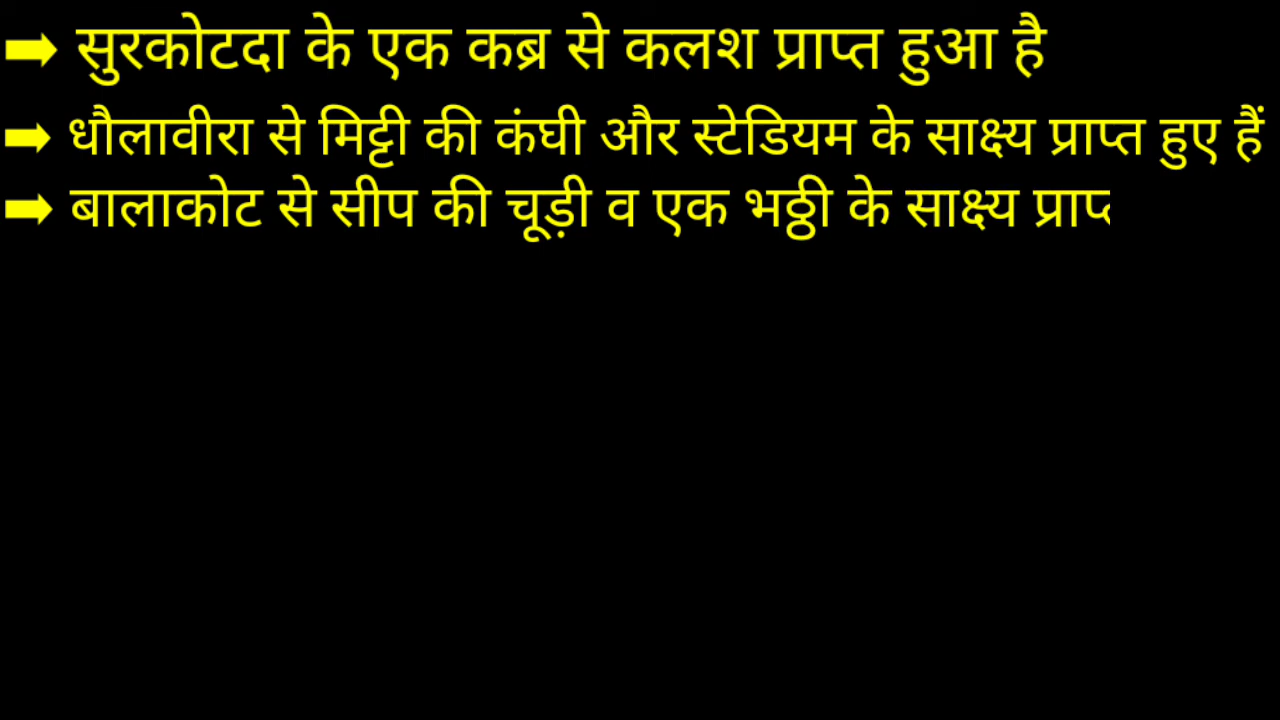 ➡ सुरकोटदा के एक कब्र से कलश प्राप्त हुआ है
➡ धौलावीरा से मिट्टी की कंघी और स्टेडियम के साक्ष्य प्राप्त हुए हैं
➡ बालाकोट से सीप की चूड़ी व एक भठ्ठी के साक्ष्य